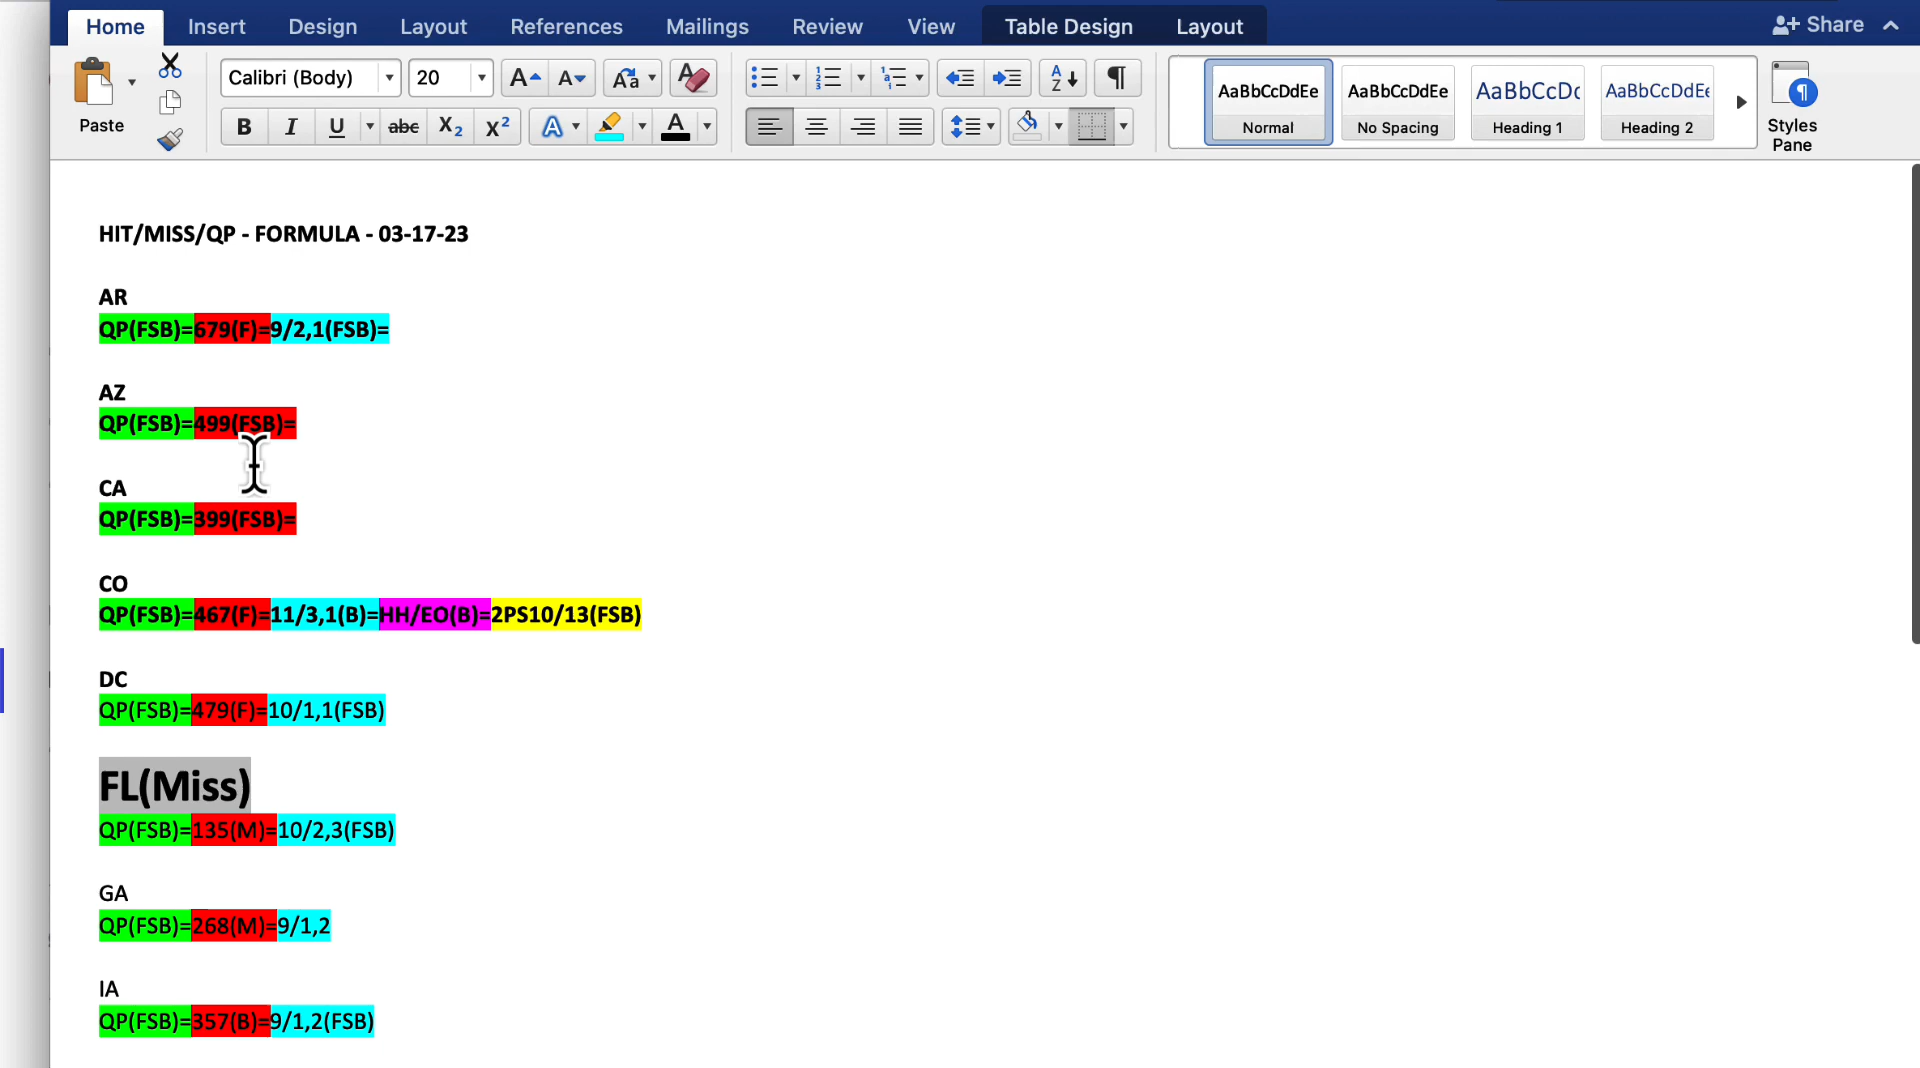 Home Insert Design Layout References Mailings Review View Table Design Layout Share
Calibri (Body) 20 A A Aa A AaBbCcDdEe AaBbCcDdEe AaBbCcDc AaBbCcDdEe
Paste B I U abc X2 X2 A A Normal No Spacing Heading 1 Heading 2 Styles Pane
HIT/MISS/QP - FORMULA - 03-17-23
AR
QP(FSB)=679(F)=9/2,1(FSB)=
AZ
QP(FSB)=499(FSB)=
CA
QP(FSB)=399(FSB)=
CO
QP(FSB)=467(F)=11/3,1(B)=HH/EO(B)=2PS10/13(FSB)
DC
QP(FSB)=479(F)=10/1,1(FSB)
FL(Miss)
QP(FSB)=135(M)=10/2,3(FSB)
GA
QP(FSB)=268(M)=9/1,2
IA
QP(FSB)=357(B)=9/1,2(FSB)